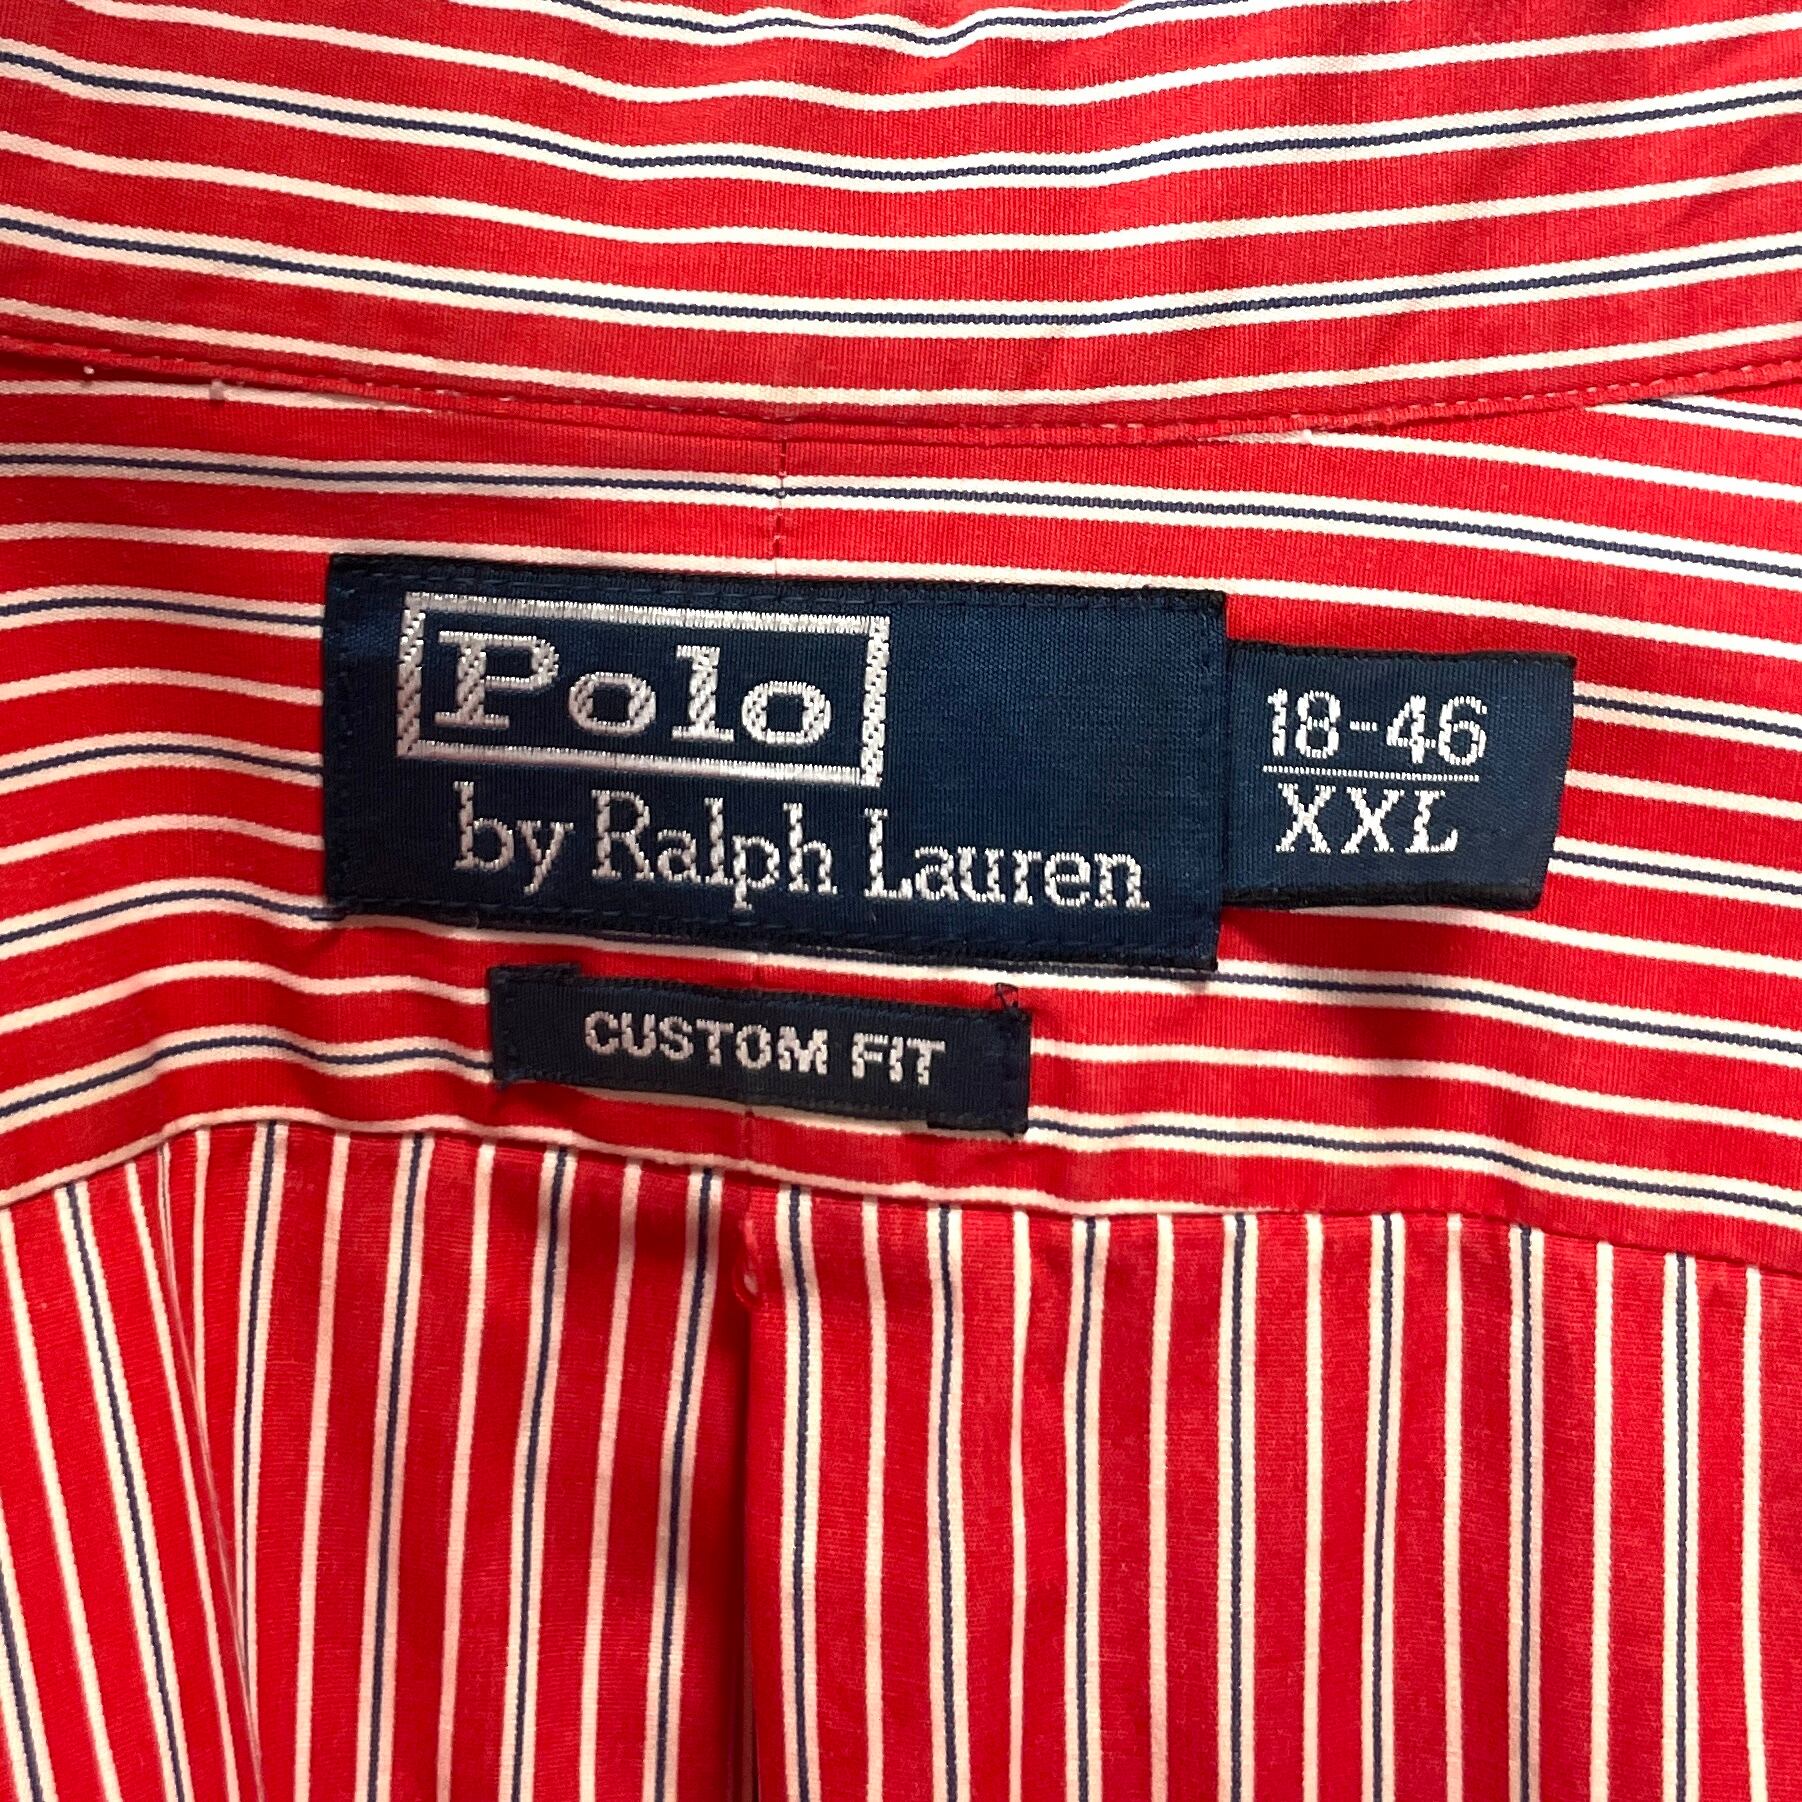 Polo
by Ralph Lauren
18-46
XXL
CUSTOM FIT